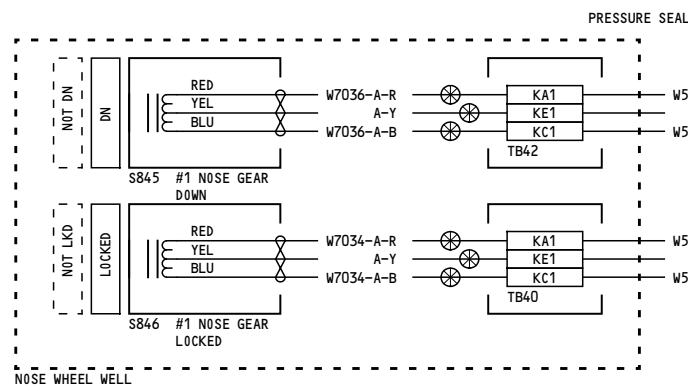 PRESSURE SEAL
NOT DN
DN
RED
YEL
BLU
W7036-A-R
A-Y
W7036-A-B
KA1
KE1
KC1
TB42
W5
W5
W5
S845 #1 NOSE GEAR
DOWN
NOT LKD
LOCKED
RED
YEL
BLU
W7034-A-R
A-Y
W7034-A-B
KA1
KE1
KC1
TB40
W5
W5
W5
S846 #1 NOSE GEAR
LOCKED
NOSE WHEEL WELL